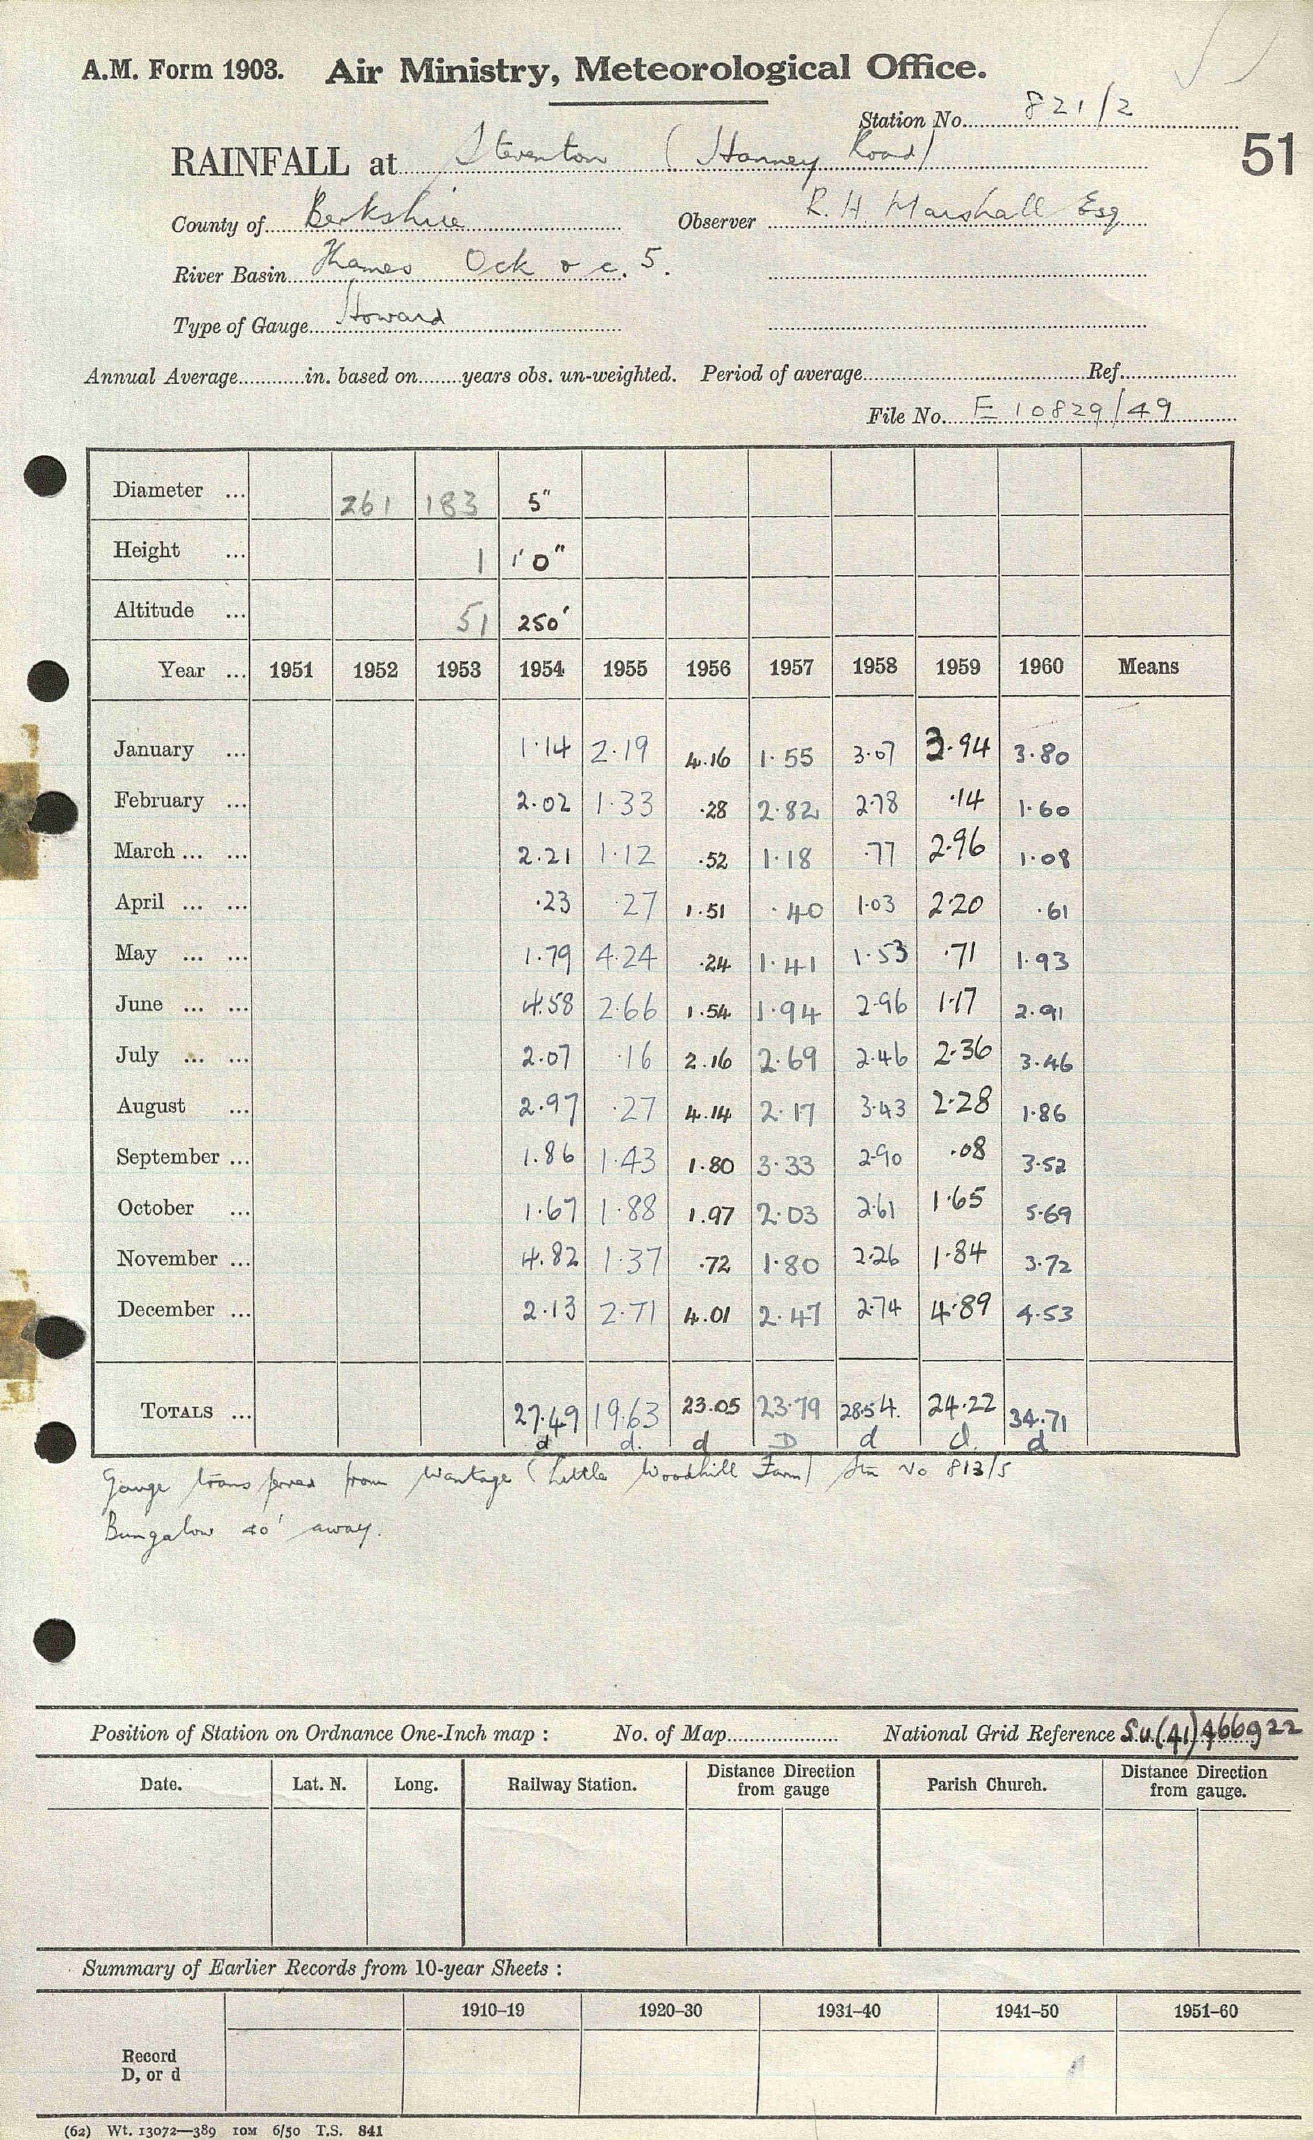 A.M. Form 1903. Air Ministry, Meteorological Office.
Station No. 821/2
RAINFALL at Steventon (Hanney Road)
51
County of Berkshire Observer R. H. Marshall Esq
River Basin Thames Ock & c. 5.
Type of Gauge Howard
Annual Average............in. based on........years obs. un-weighted. Period of average............ Ref............
File No. E 10829/49
Diameter ... 261 183 5"
Height ... 1 1'0"
Altitude ... 51 250'
Year ... 1951 1952 1953 1954 1955 1956 1957 1958 1959 1960 Means
January ... 1.14 2.19 4.16 1.55 3.07 3.94 3.80
February ... 2.02 1.33 .28 2.82 2.78 .14 1.60
March ... ... 2.21 1.12 .52 1.18 .77 2.96 1.08
April ... ... .23 .27 1.51 .40 1.03 2.20 .61
May ... ... 1.79 4.24 .24 1.41 1.53 .71 1.93
June ... ... 4.58 2.66 1.54 1.94 2.96 1.17 2.91
July ... ... 2.07 .16 2.16 2.69 2.46 2.36 3.46
August ... 2.97 .27 4.14 2.17 3.43 2.28 1.86
September ... 1.86 1.43 1.80 3.33 2.90 .08 3.52
October ... 1.67 1.88 1.97 2.03 2.61 1.65 5.69
November ... 4.82 1.37 .72 1.80 2.26 1.84 3.72
December ... 2.13 2.71 4.01 2.47 2.74 4.89 4.53
TOTALS ... 27.49 19.63 23.05 23.79 28.54 24.22 34.71
d d. d D d d. d
Gauge transferred from Wantage (Little Woodhill Farm) Stn No 813/5
Bungalow 40' away.
Position of Station on Ordnance One-Inch map : No. of Map............ National Grid Reference S.U.(41)466922
Date. Lat. N. Long. Railway Station. Distance Direction from gauge Parish Church. Distance Direction from gauge.
Summary of Earlier Records from 10-year Sheets :
1910–19 1920–30 1931–40 1941–50 1951–60
Record
D, or d
(62) Wt. 13072—389 10M 6/50 T.S. 841